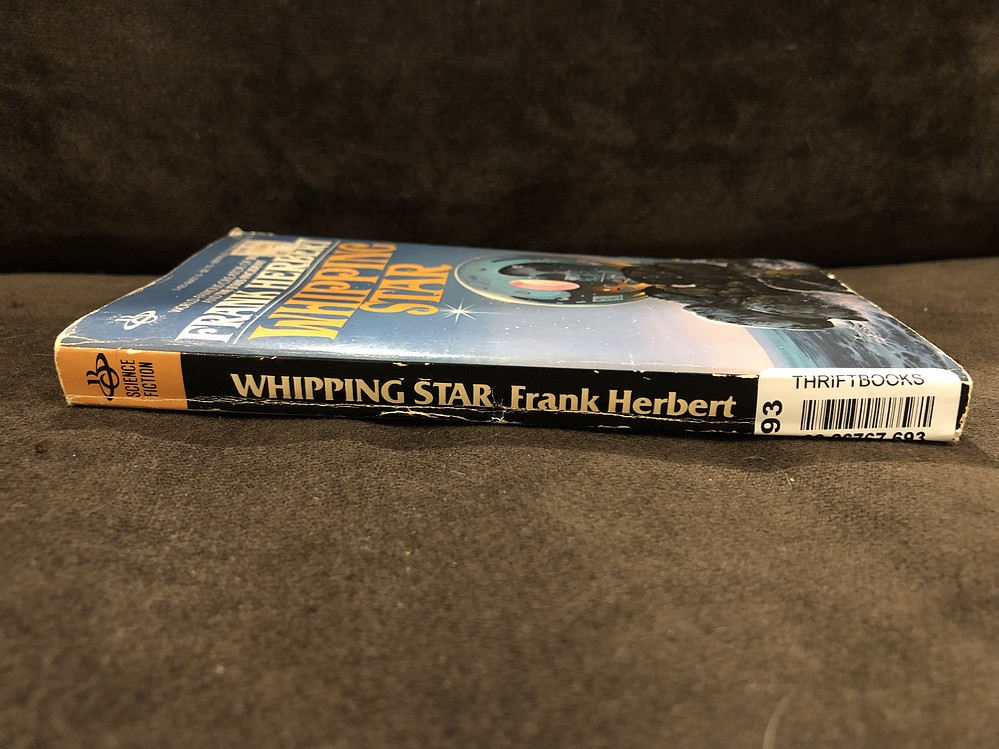 FRANK HERBERT
WHIPPING
STAR
SCIENCE
FICTION
WHIPPING STAR Frank Herbert
THRIFTBOOKS
93